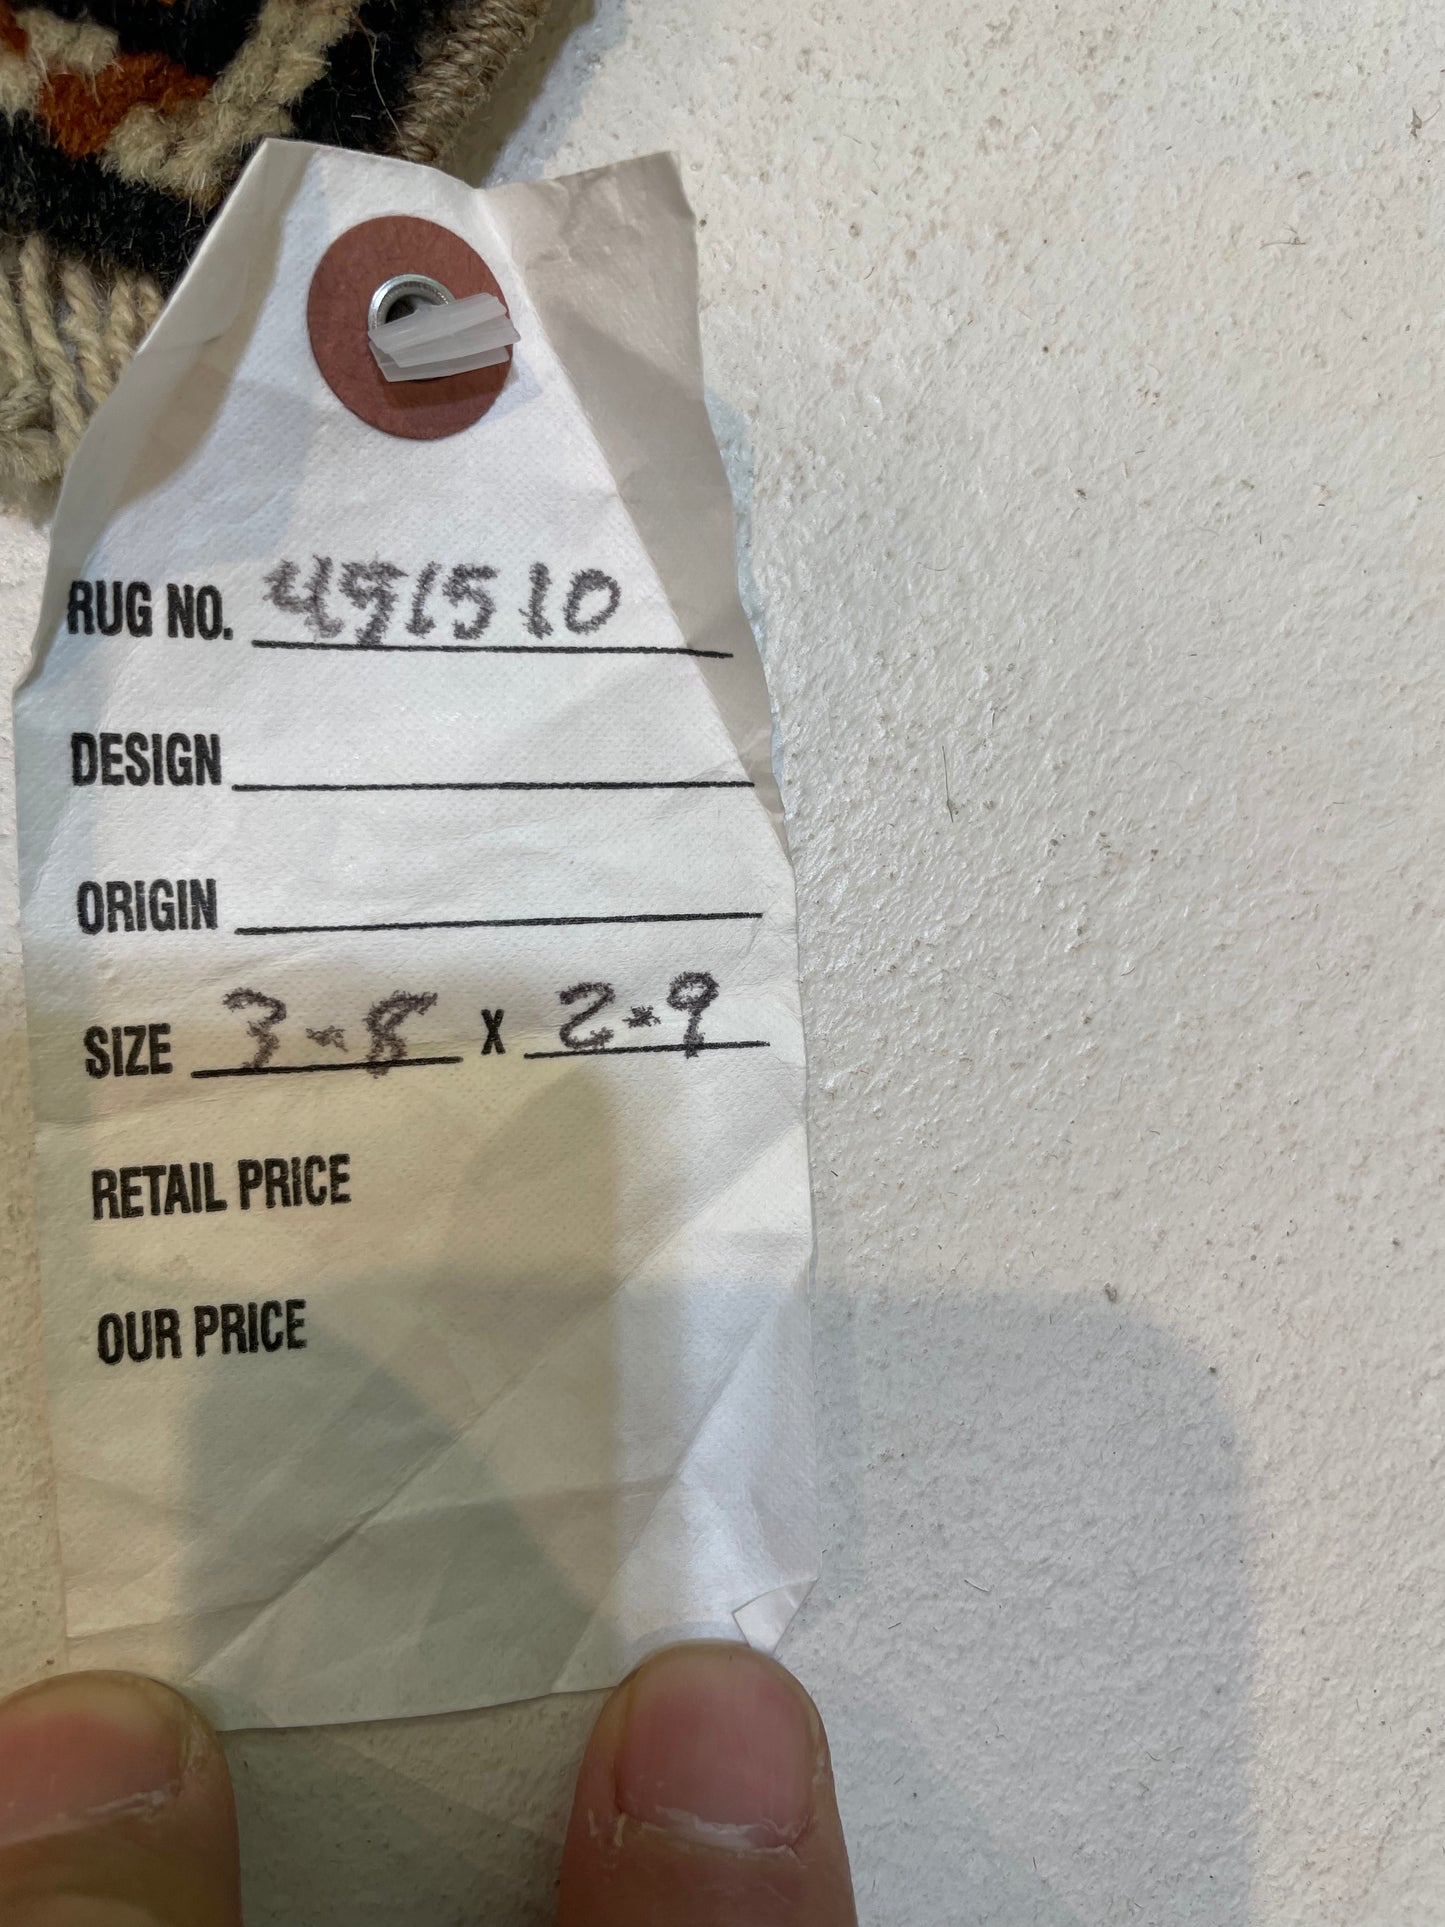 RUG NO. 491510
DESIGN
ORIGIN
SIZE 3-8 X 2-9
RETAIL PRICE
OUR PRICE